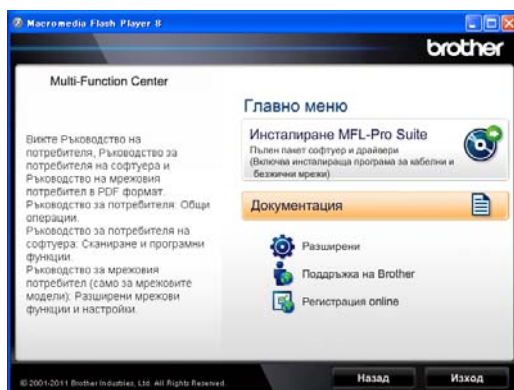 Macromedia Flash Player 8
brother
Multi-Function Center
Вижте Ръководство на
потребителя, Ръководство за
потребителя на софтуера и
Ръководство на мрежовия
потребител в PDF формат.
Ръководство за потребителя: Общи
операции.
Ръководство за потребителя на
софтуера: Сканиране и програмни
функции.
Ръководство за мрежовия
потребител (само за мрежовите
модели): Разширени мрежови
функции и настройки.
Главно меню
Инсталиране MFL-Pro Suite
Пълен пакет софтуер и драйвери
(Включва инсталираща програма за кабелни и
безжични мрежи)
Документация
Разширени
Поддръжка на Brother
Регистрация online
© 2001-2011 Brother Industries, Ltd. All Rights Reserved.
Назад
Изход